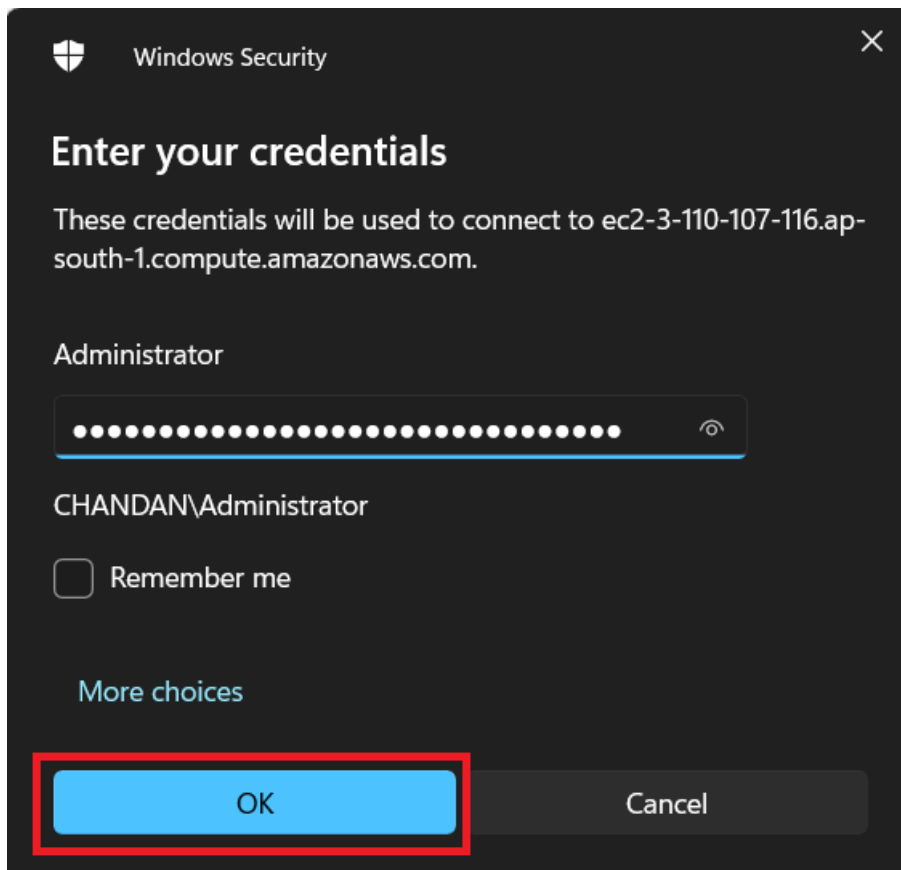 Windows Security
Enter your credentials
These credentials will be used to connect to ec2-3-110-107-116.ap-
south-1.compute.amazonaws.com.
Administrator
••••••••••••••••••••••••••••••••
CHANDAN\Administrator
Remember me
More choices
OK
Cancel